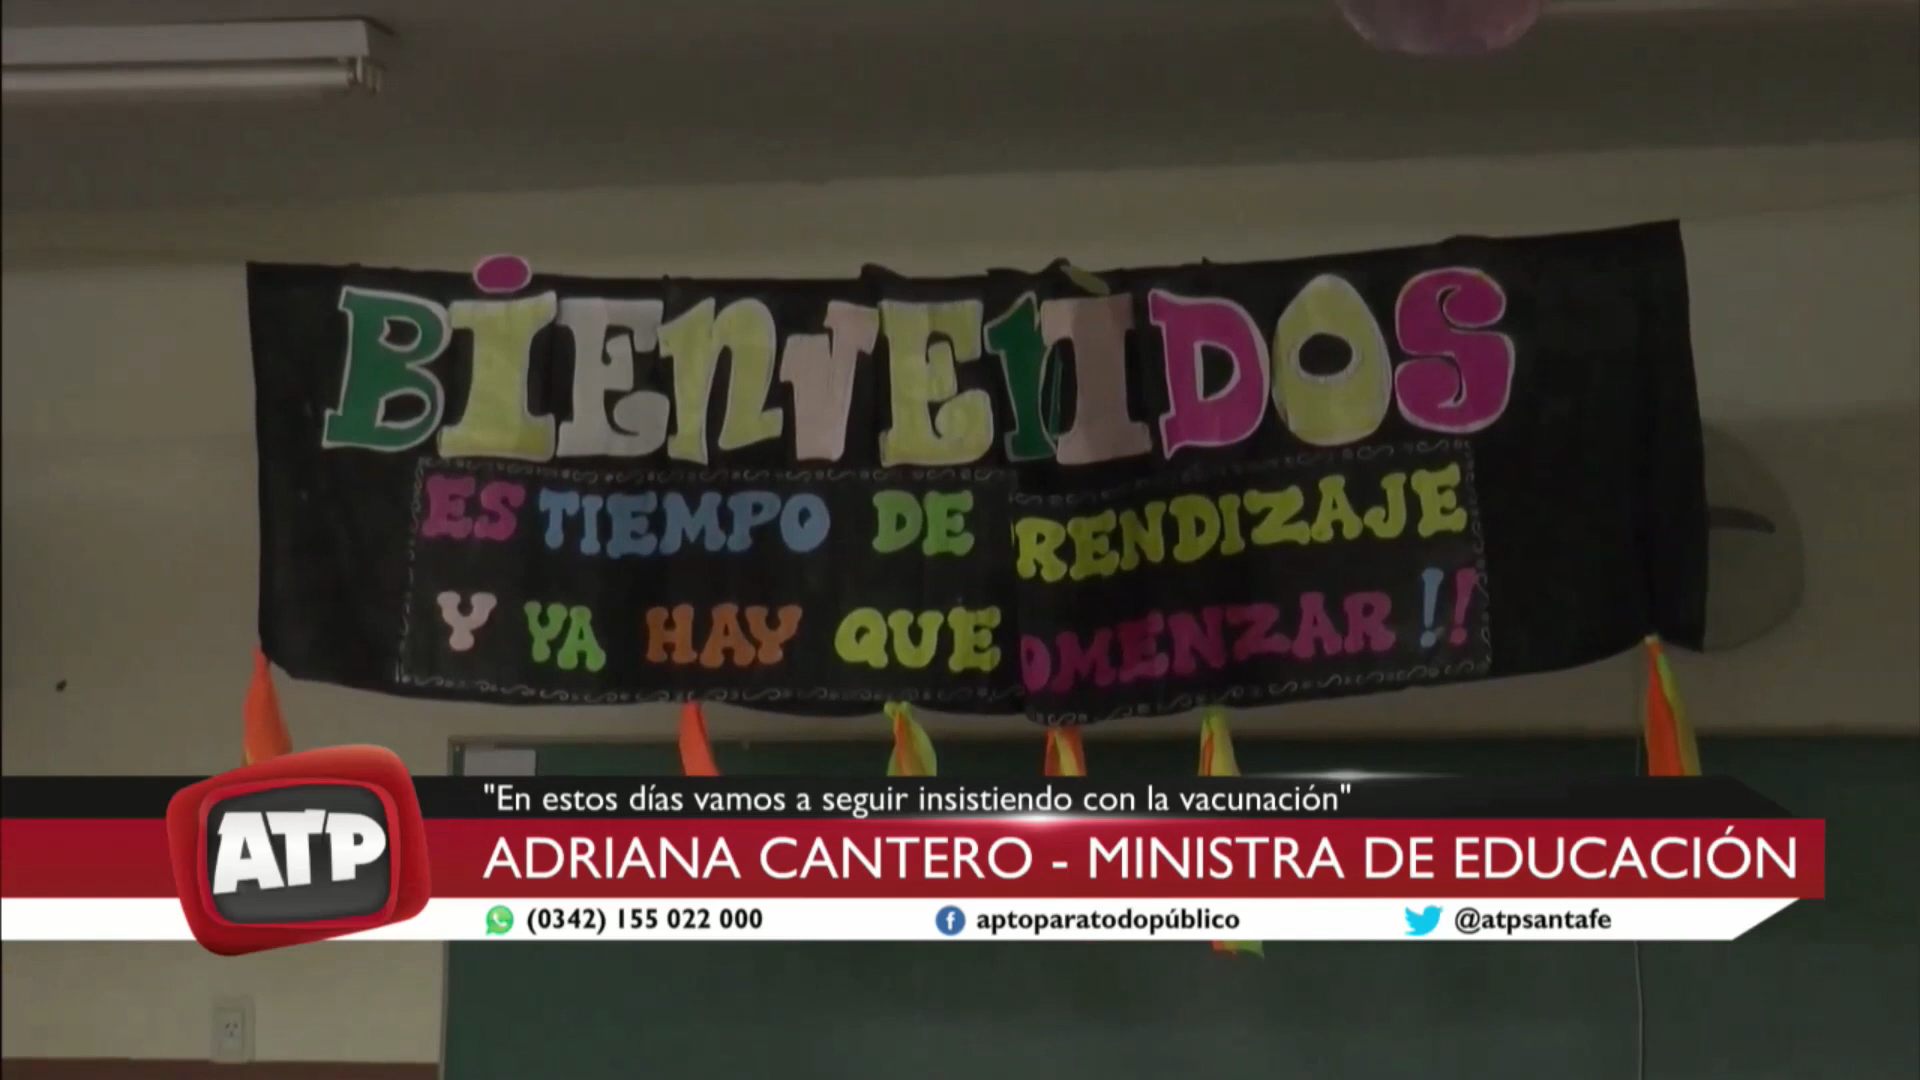 BIENVENIDOS
ES TIEMPO DE PRENDIZAJE
Y YA HAY QUE OMENZAR !!
"En estos días vamos a seguir insistiendo con la vacunación"
ATP
ADRIANA CANTERO - MINISTRA DE EDUCACIÓN
(0342) 155 022 000
aptoparatodopúblico
@atpsantafe